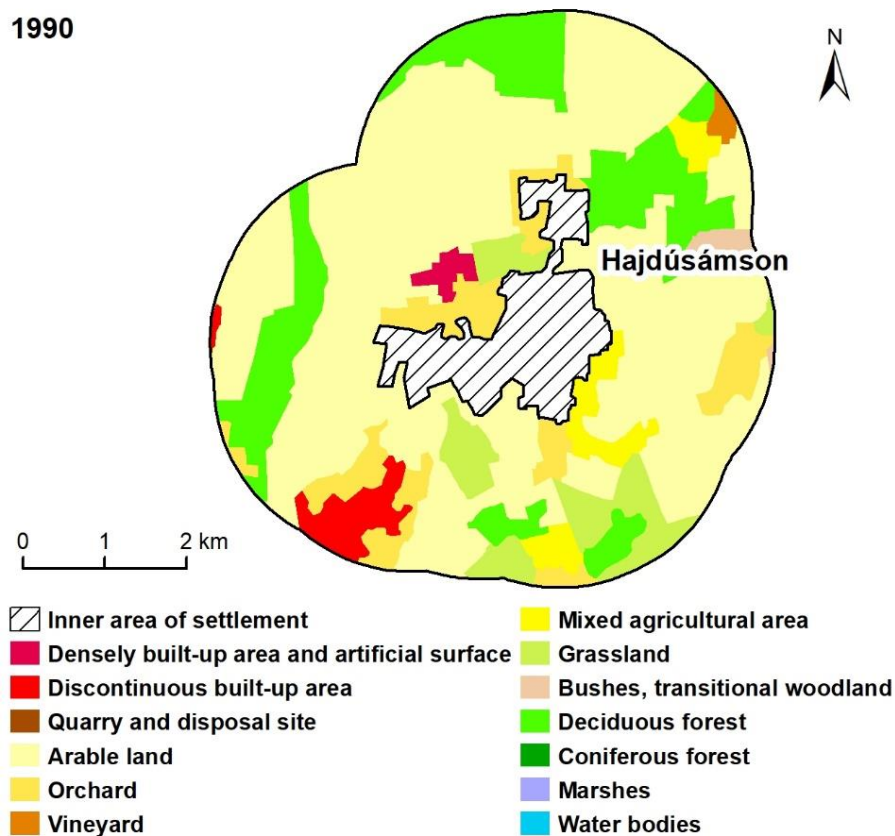 1990
N
Hajdúsámson
0 1 2 km
Inner area of settlement
Densely built-up area and artificial surface
Discontinuous built-up area
Quarry and disposal site
Arable land
Orchard
Vineyard
Mixed agricultural area
Grassland
Bushes, transitional woodland
Deciduous forest
Coniferous forest
Marshes
Water bodies